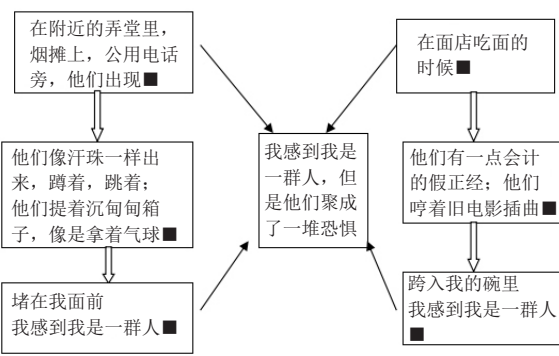 在附近的弄堂里，
烟摊上，公用电话
旁，他们出现■
他们像汗珠一样出
来，蹲着，跳着；
他们提着沉甸甸箱
子，像是拿着气球■
堵在我面前
我感到我是一群人■
我感到我是
一群人，但
是他们聚成
了一堆恐惧
在面店吃面的
时候■
他们有一点会计
的假正经；他们
哼着旧电影插曲■
跨入我的碗里
我感到我是一群人
■